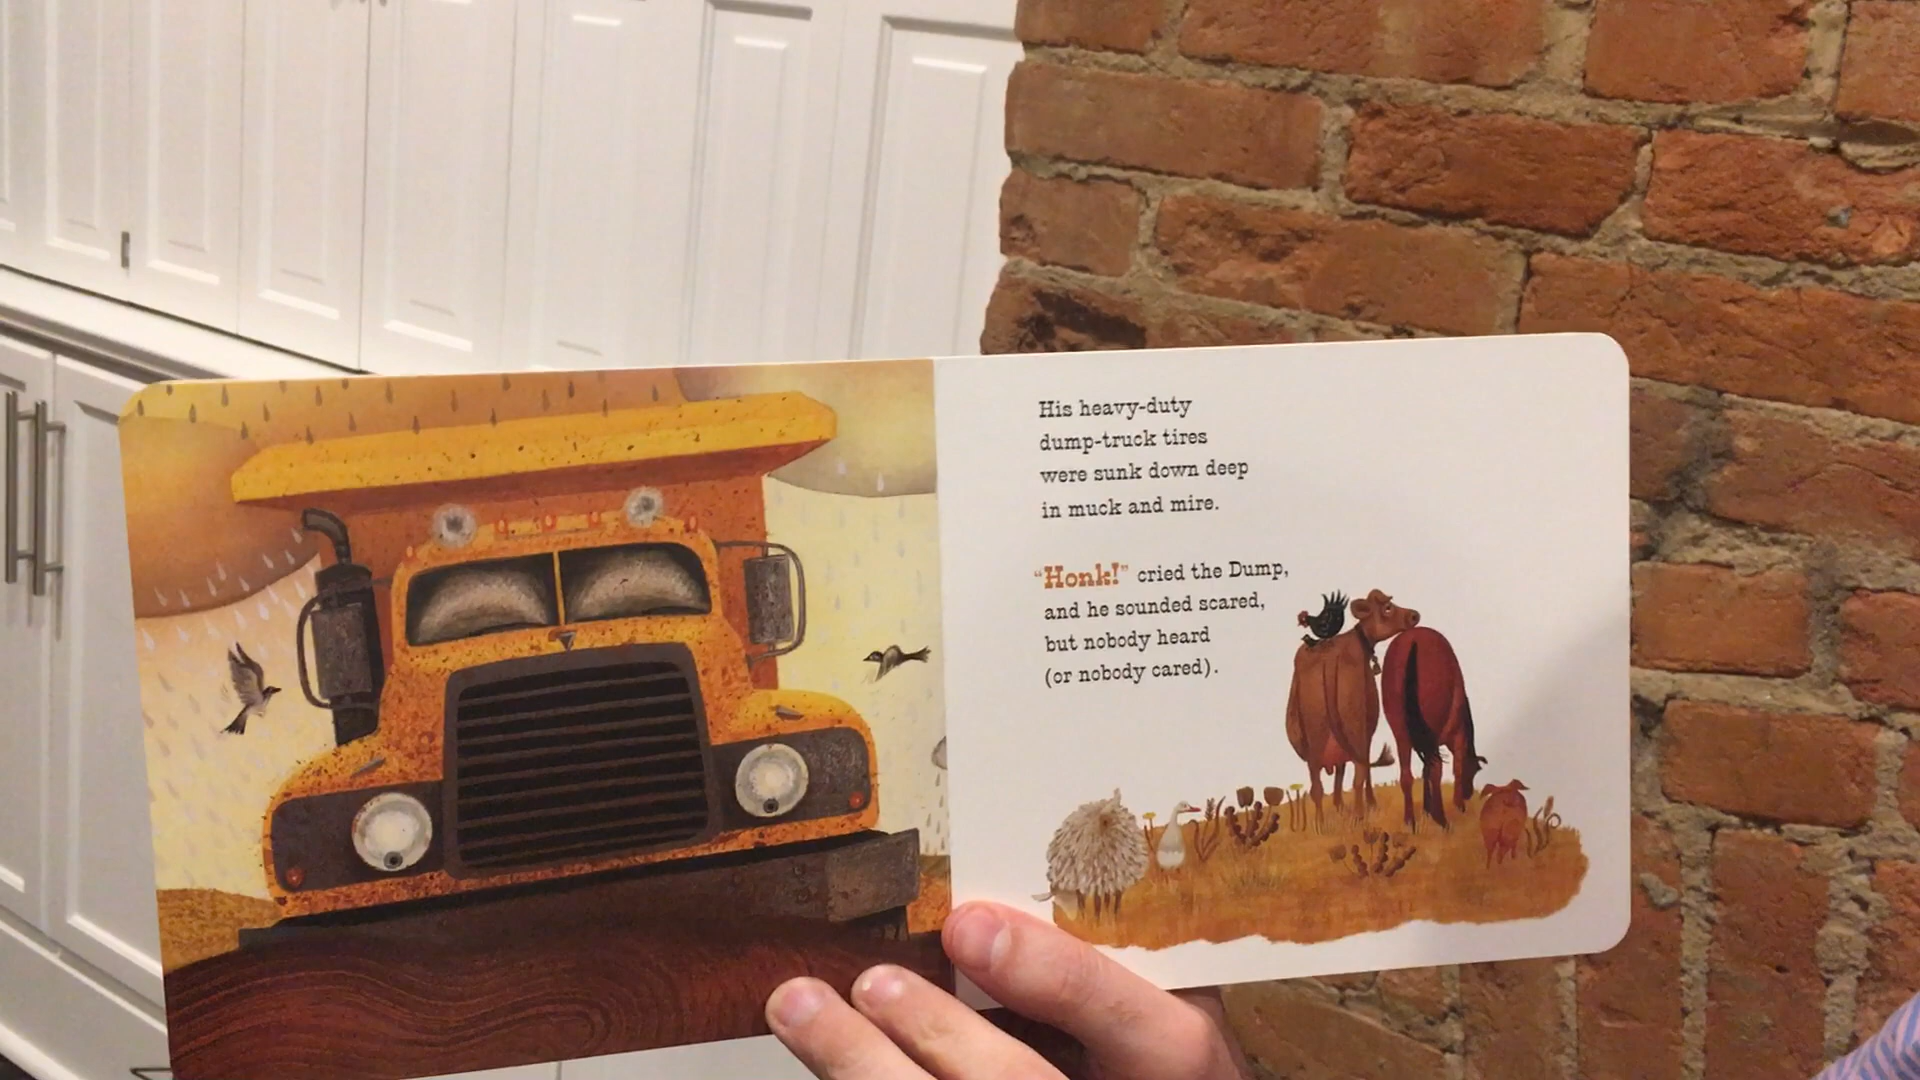 His heavy-duty
dump-truck tires
were sunk down deep
in muck and mire.
“Honk!” cried the Dump,
and he sounded scared,
but nobody heard
(or nobody cared).